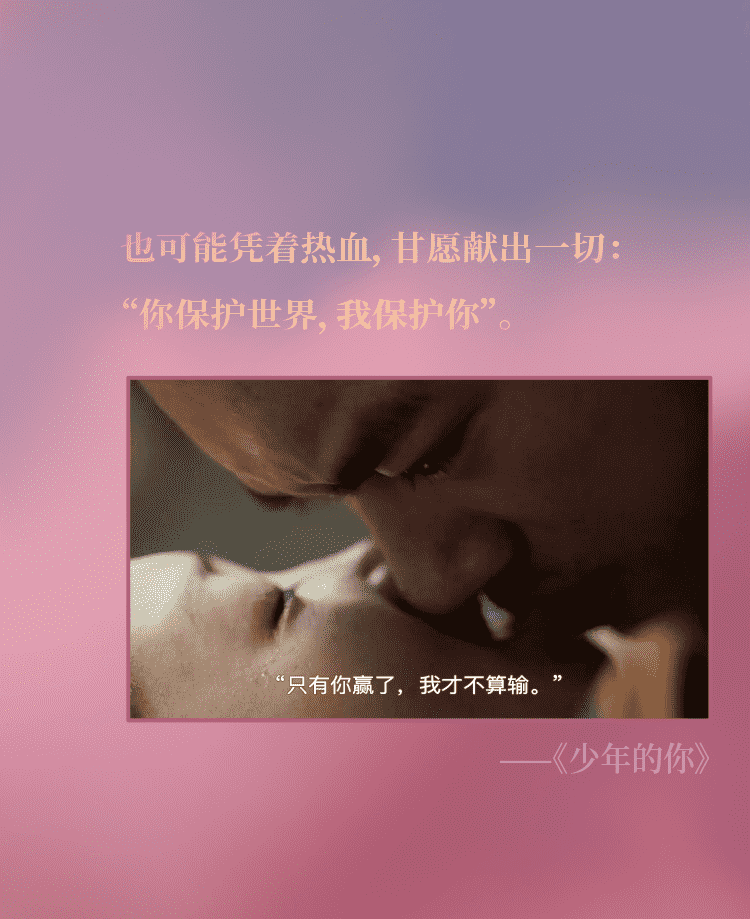 也可能凭着热血, 甘愿献出一切：
“你保护世界, 我保护你”。
“只有你赢了，我才不算输。”
——《少年的你》